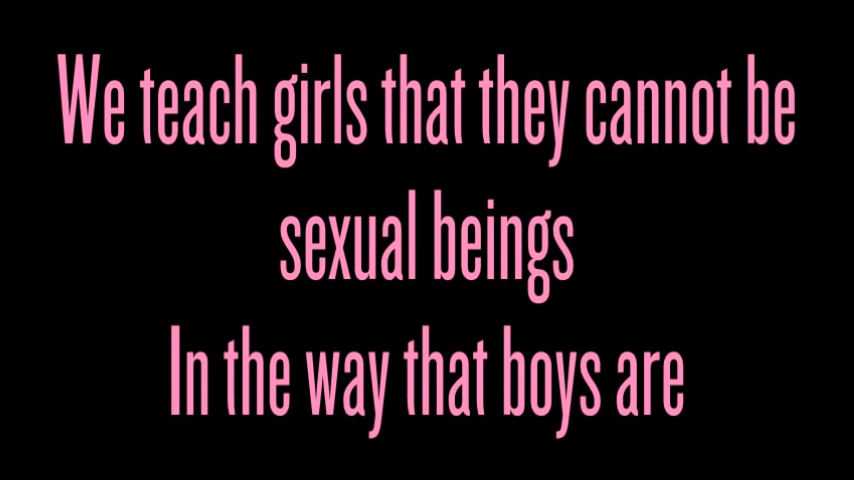 We teach girls that they cannot be
sexual beings
In the way that boys are